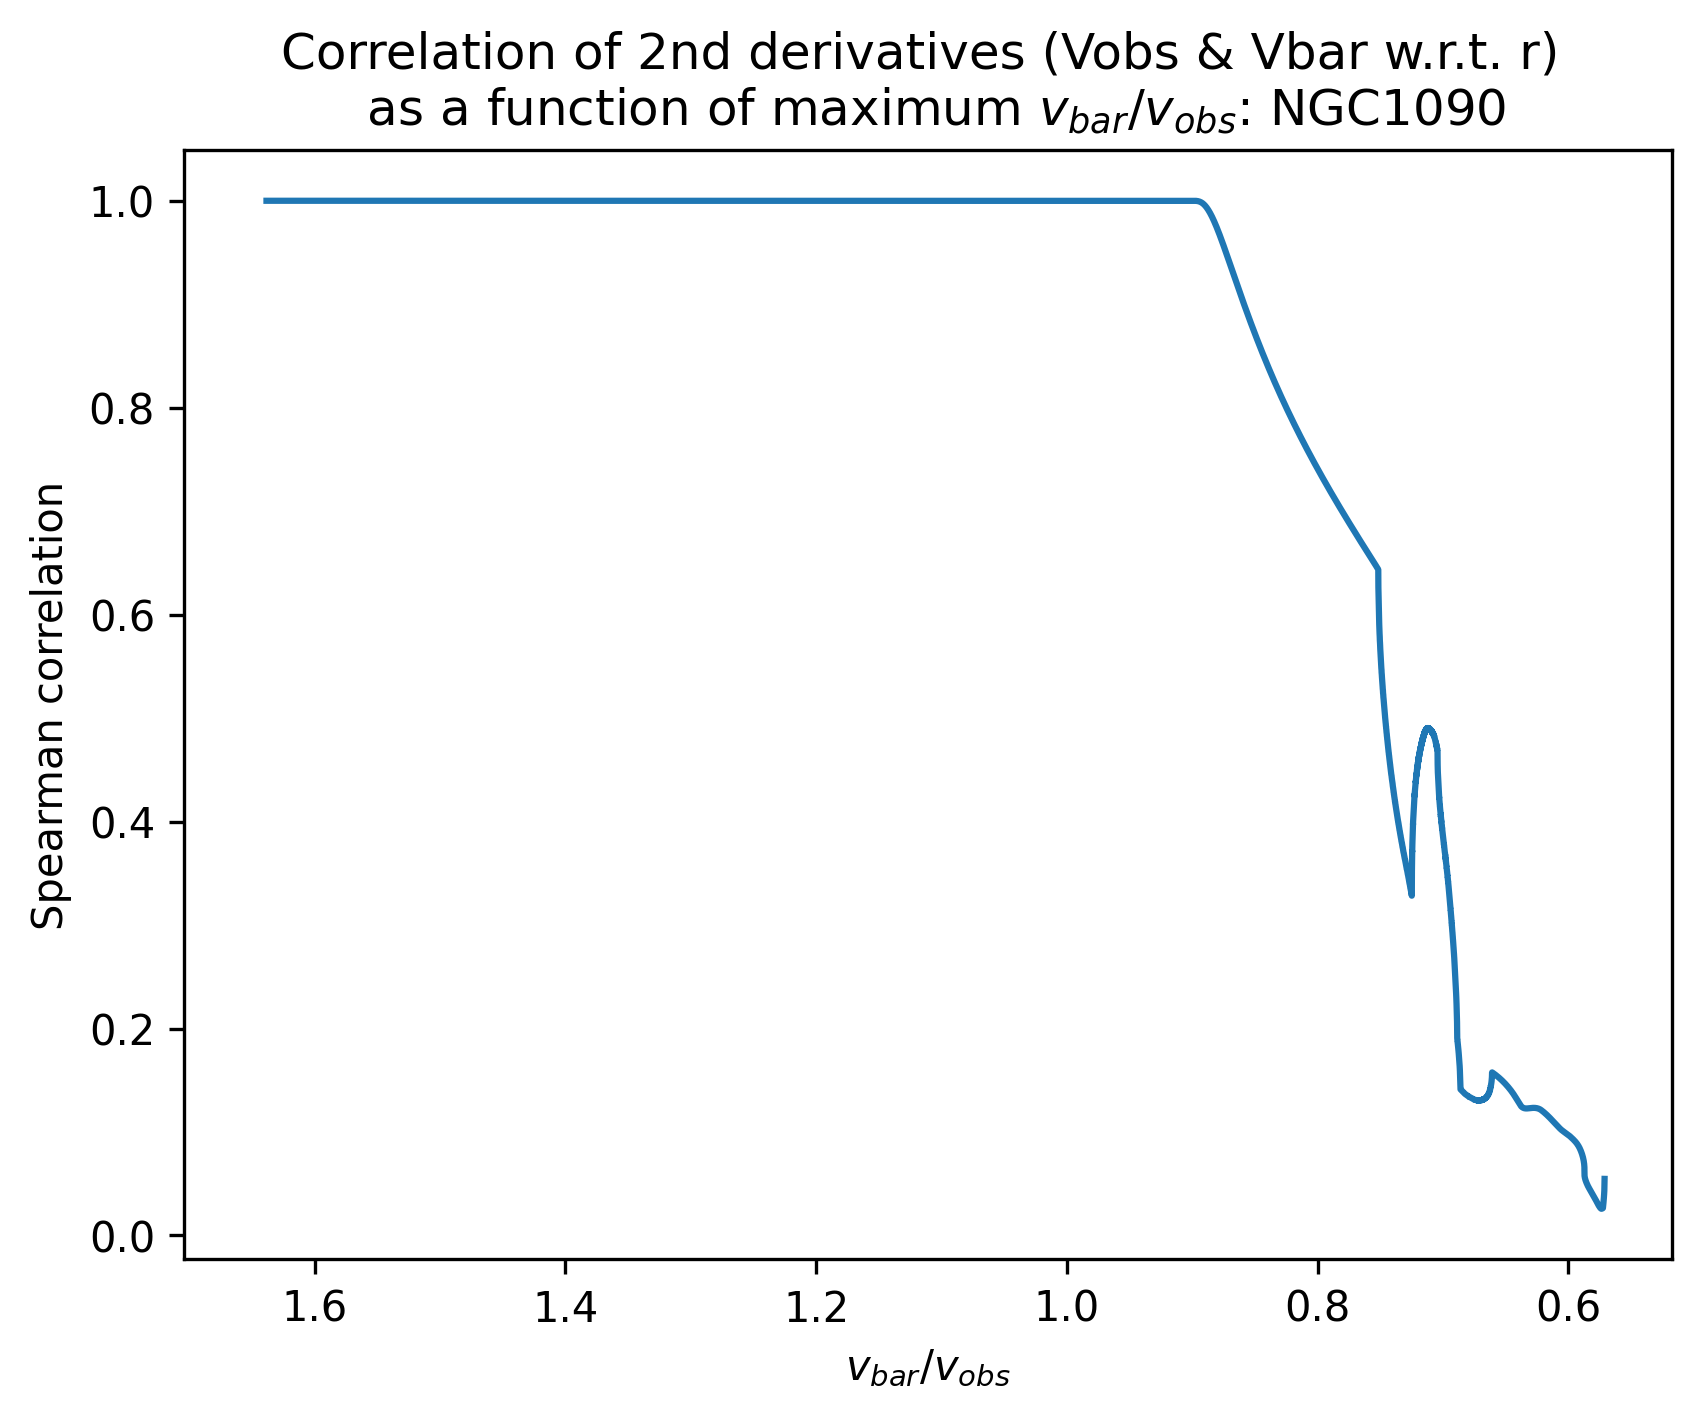 Correlation of 2nd derivatives (Vobs & Vbar w.r.t. r)
as a function of maximum v_bar/v_obs: NGC1090
1.0
0.8
0.6
0.4
0.2
0.0
Spearman correlation
1.6 1.4 1.2 1.0 0.8 0.6
v_bar/v_obs